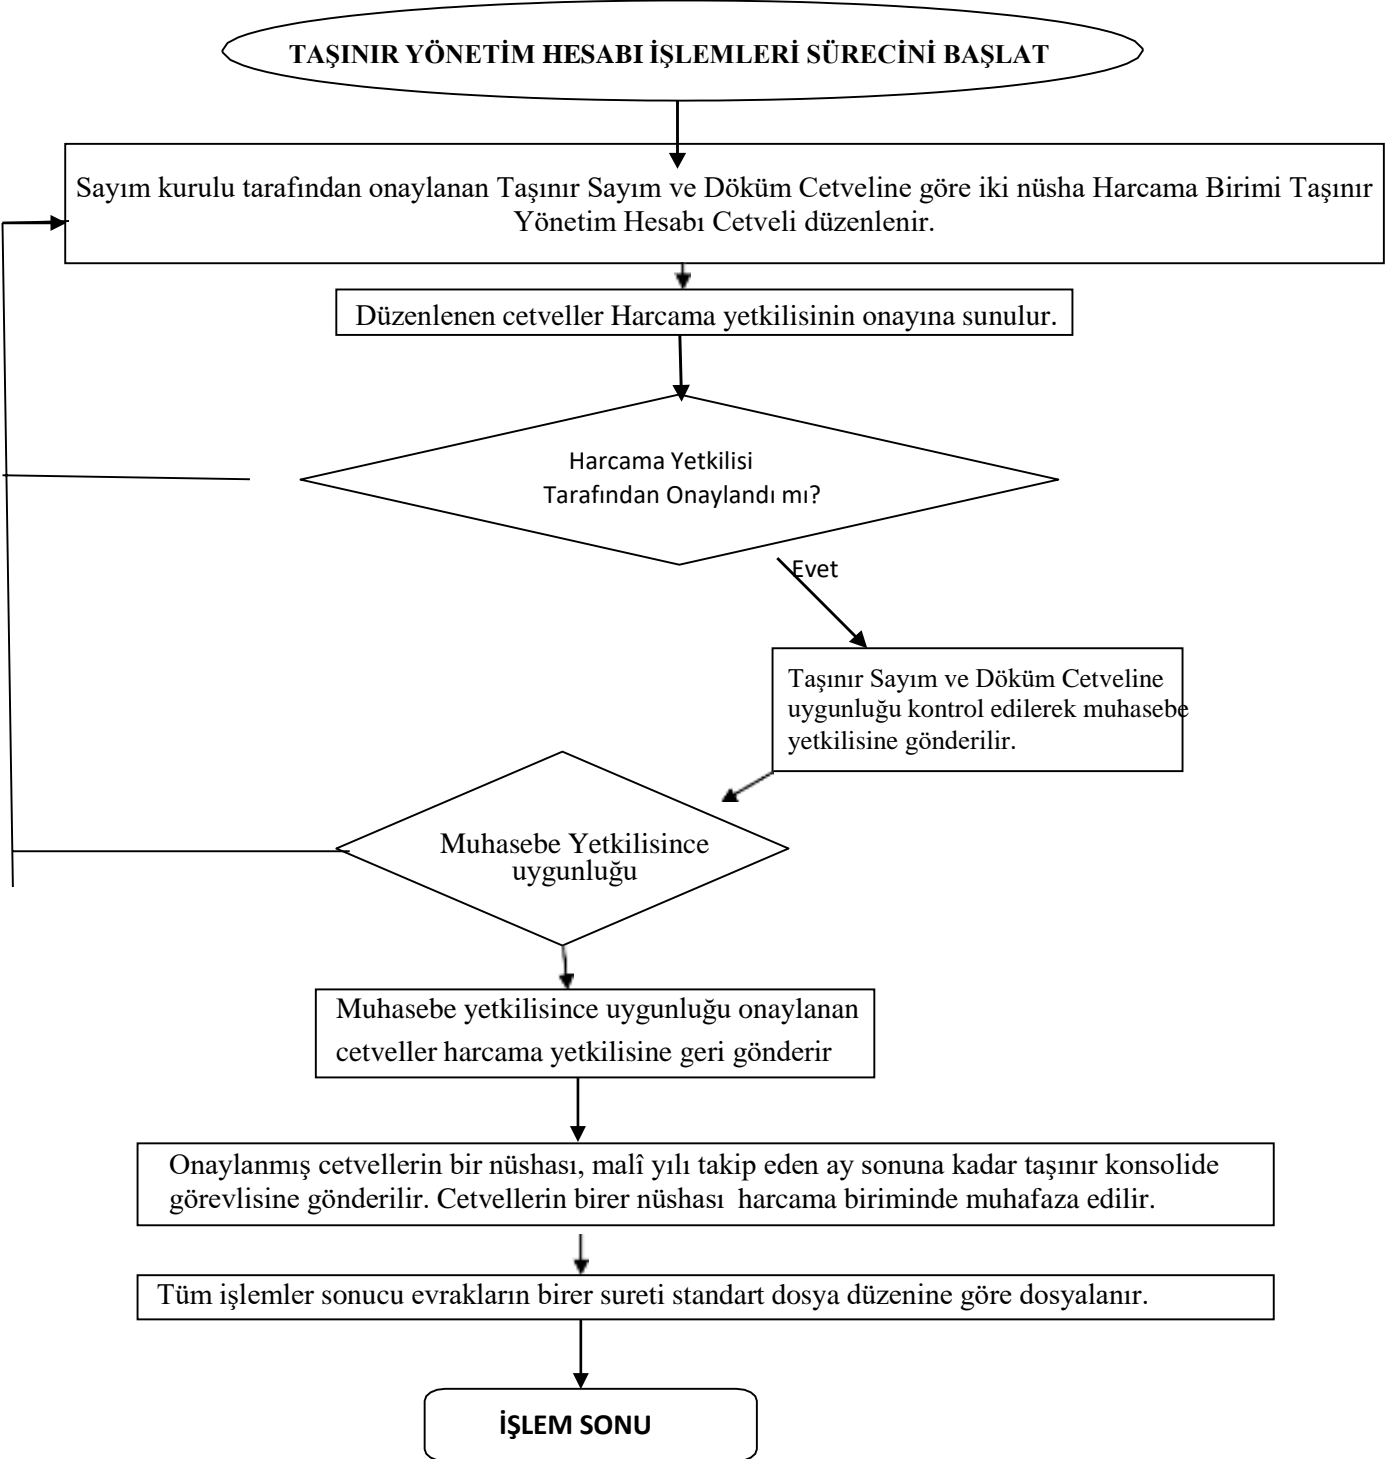 TAŞINIR YÖNETİM HESABI İŞLEMLERİ SÜRECİNİ BAŞLAT
Sayım kurulu tarafından onaylanan Taşınır Sayım ve Döküm Cetveline göre iki nüsha Harcama Birimi Taşınır
Yönetim Hesabı Cetveli düzenlenir.
Düzenlenen cetveller Harcama yetkilisinin onayına sunulur.
Harcama Yetkilisi
Tarafından Onaylandı mı?
Evet
Taşınır Sayım ve Döküm Cetveline
uygunluğu kontrol edilerek muhasebe
yetkilisine gönderilir.
Muhasebe Yetkilisince
uygunluğu
Muhasebe yetkilisince uygunluğu onaylanan
cetveller harcama yetkilisine geri gönderir
Onaylanmış cetvellerin bir nüshası, malî yılı takip eden ay sonuna kadar taşınır konsolide
görevlisine gönderilir. Cetvellerin birer nüshası harcama biriminde muhafaza edilir.
Tüm işlemler sonucu evrakların birer sureti standart dosya düzenine göre dosyalanır.
İŞLEM SONU